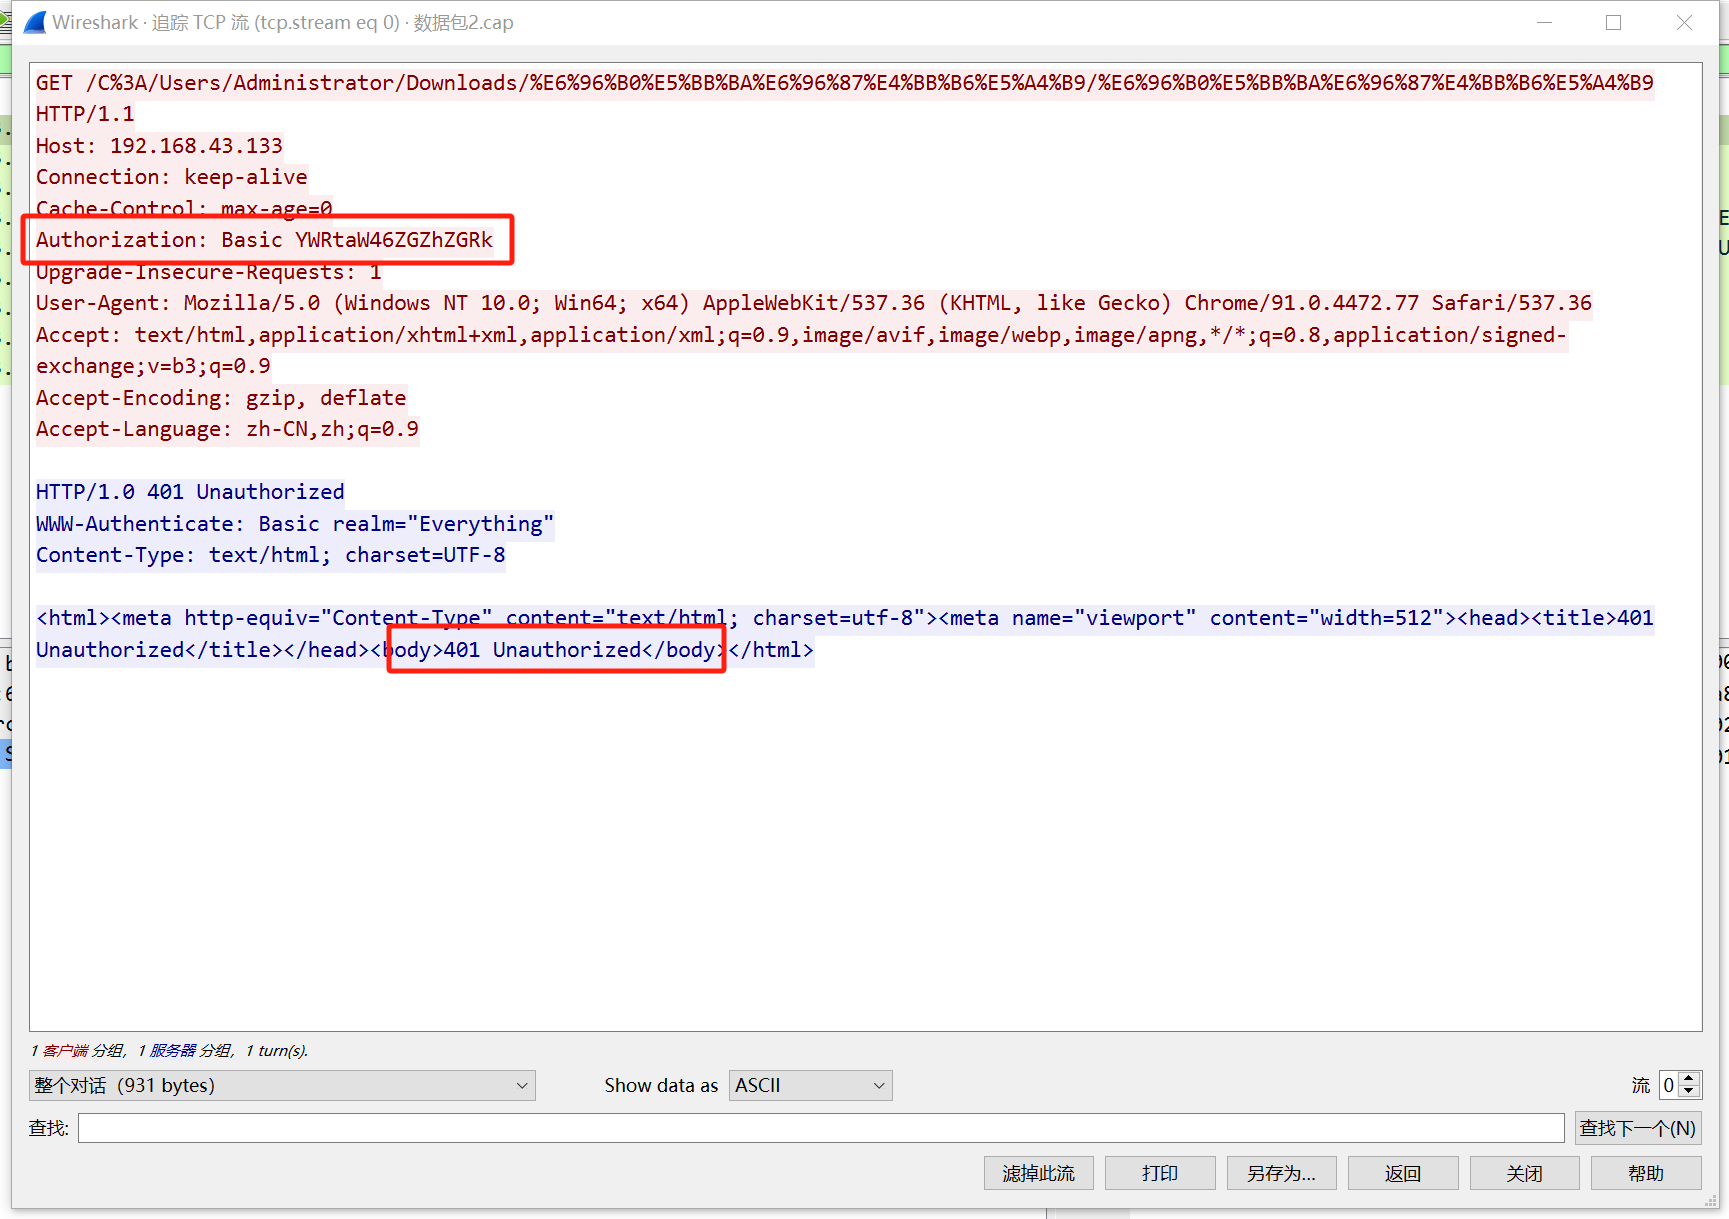 Wireshark · 追踪 TCP 流 (tcp.stream eq 0) · 数据包2.cap
GET /C%3A/Users/Administrator/Downloads/%E6%96%B0%E5%BB%BA%E6%96%87%E4%BB%B6%E5%A4%B9/%E6%96%B0%E5%BB%BA%E6%96%87%E4%BB%B6%E5%A4%B9
HTTP/1.1
Host: 192.168.43.133
Connection: keep-alive
Cache-Control: max-age=0
Authorization: Basic YWRtaW46ZGZhZGRk
Upgrade-Insecure-Requests: 1
User-Agent: Mozilla/5.0 (Windows NT 10.0; Win64; x64) AppleWebKit/537.36 (KHTML, like Gecko) Chrome/91.0.4472.77 Safari/537.36
Accept: text/html,application/xhtml+xml,application/xml;q=0.9,image/avif,image/webp,image/apng,*/*;q=0.8,application/signed-
exchange;v=b3;q=0.9
Accept-Encoding: gzip, deflate
Accept-Language: zh-CN,zh;q=0.9
HTTP/1.0 401 Unauthorized
WWW-Authenticate: Basic realm="Everything"
Content-Type: text/html; charset=UTF-8
<html><meta http-equiv="Content-Type" content="text/html; charset=utf-8"><meta name="viewport" content="width=512"><head><title>401
Unauthorized</title></head><body>401 Unauthorized</body></html>
1 客户端 分组, 1 服务器 分组, 1 turn(s).
整个对话 (931 bytes)
Show data as ASCII
流 0
查找:
查找下一个(N)
滤掉此流 打印 另存为... 返回 关闭 帮助